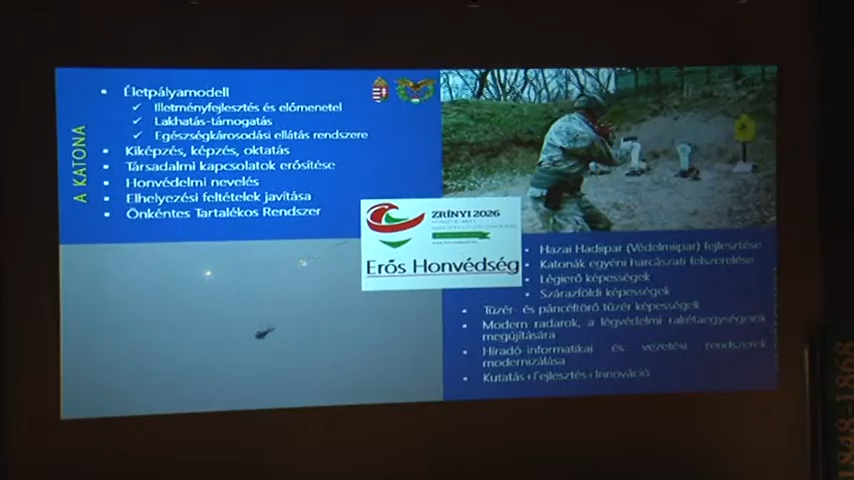 A KATONA
• Életpályamodell
✓ Illetményfejlesztés és előmenetel
✓ Lakhatás-támogatás
✓ Egészségkárosodási ellátás rendszere
• Kiképzés, képzés, oktatás
• Társadalmi kapcsolatok erősítése
• Honvédelmi nevelés
• Elhelyezési feltételek javítása
• Önkéntes Tartalékos Rendszer
ZRÍNYI 2026
Erős Honvédség
• Hazai Hadiipar (Védelmiipar) fejlesztése
• Katonák egyéni harcászati felszerelése
• Légierő képességek
• Szárazföldi képességek
• Tüzér- és páncéltörő tüzér képességek
• Modern radarok, a légvédelmi rakétaegységeink
megújítására
• Híradó-informatikai és vezetési rendszerek
modernizálása
• Kutatás+Fejlesztés+Innováció
1848-1868